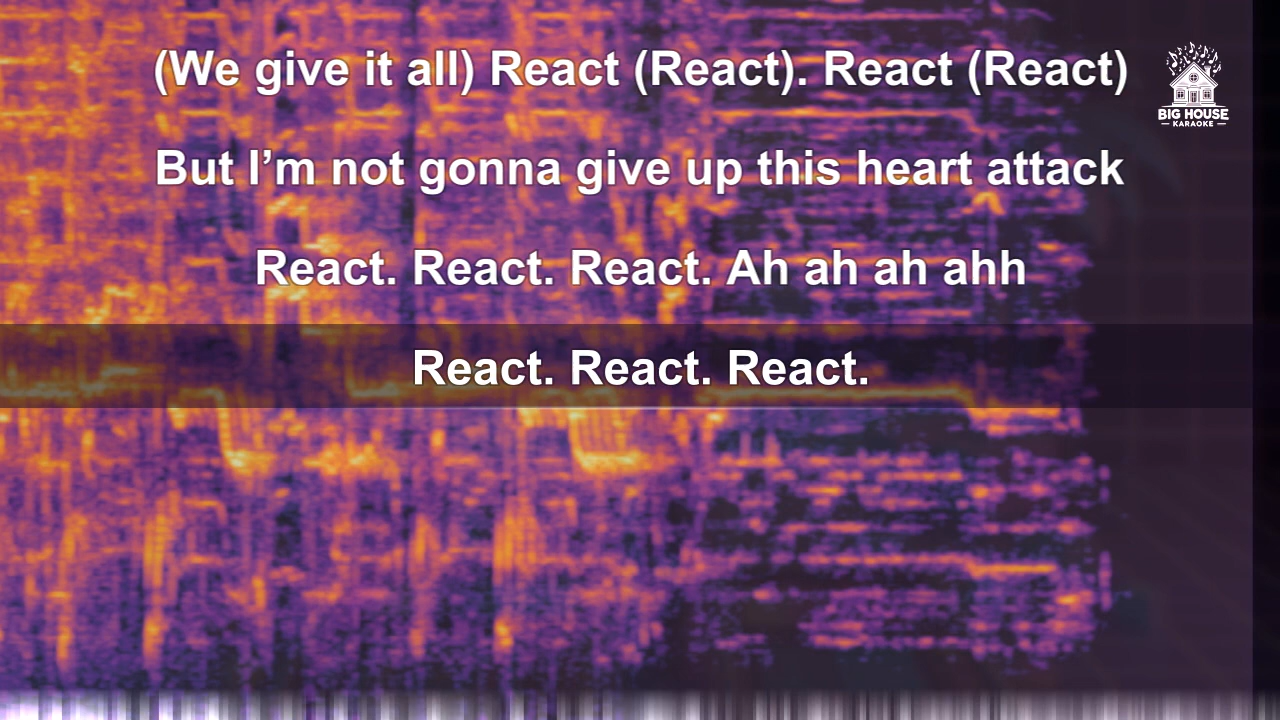 (We give it all) React (React). React (React)
BIG HOUSE
KARAOKE
But I’m not gonna give up this heart attack
React. React. React. Ah ah ah ahh
React. React. React.